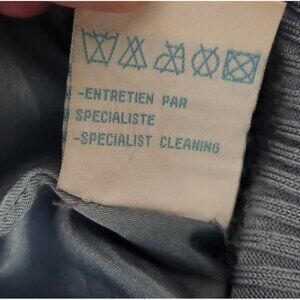 -ENTRETIEN PAR
SPECIALISTE
-SPECIALIST CLEANING